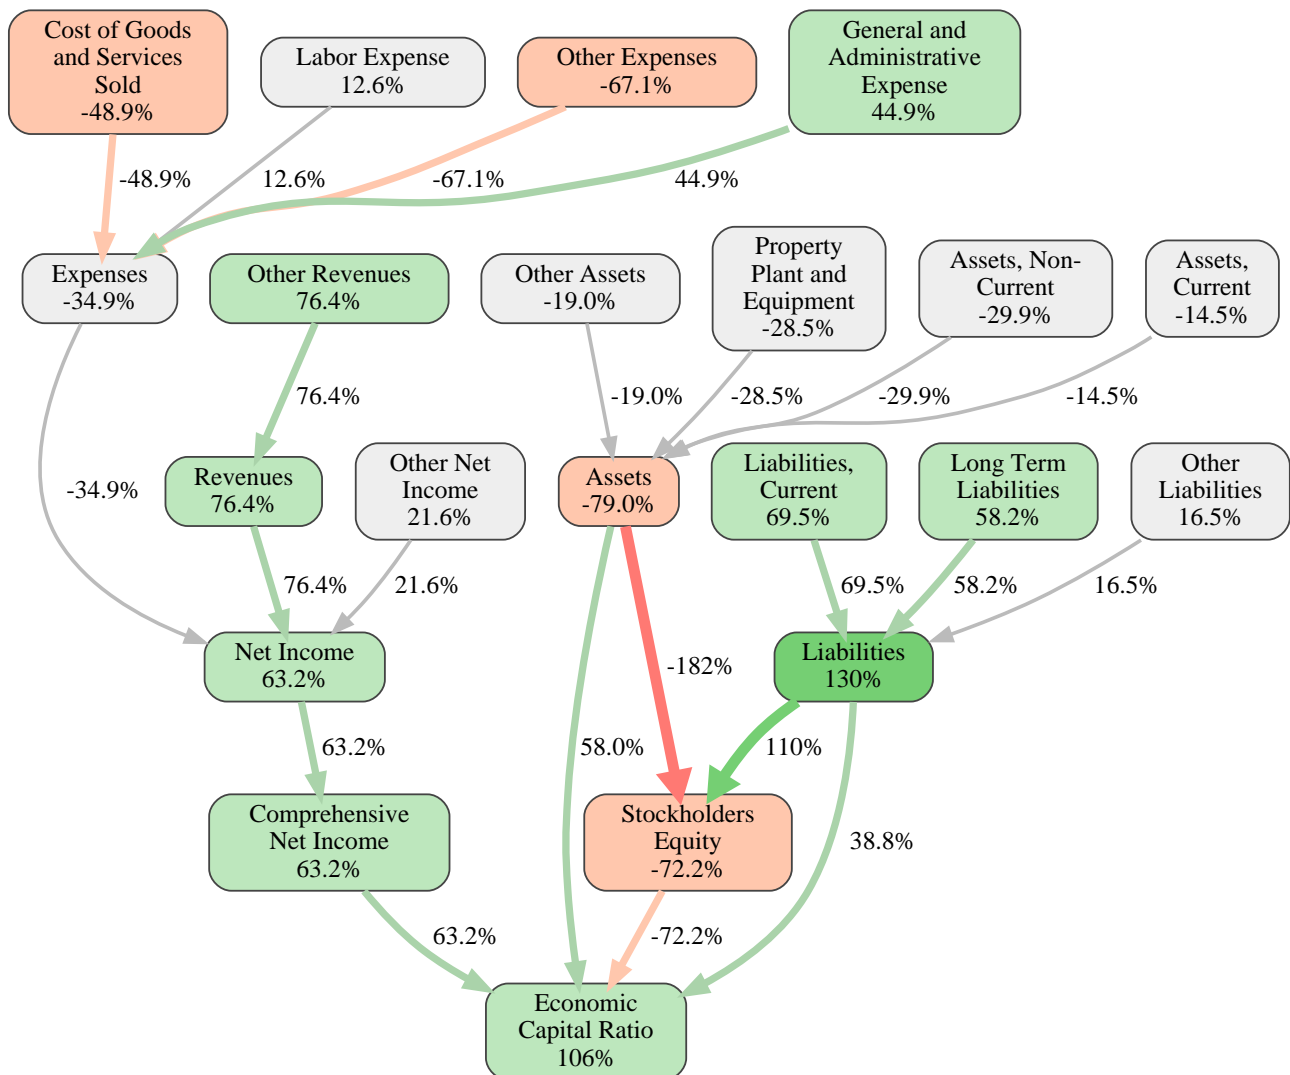 Cost of Goods
and Services
Sold
-48.9%
Labor Expense
12.6%
Other Expenses
-67.1%
General and
Administrative
Expense
44.9%
-48.9%
12.6%
-67.1%
44.9%
Expenses
-34.9%
Other Revenues
76.4%
Other Assets
-19.0%
Property
Plant and
Equipment
-28.5%
Assets, Non-
Current
-29.9%
Assets,
Current
-14.5%
76.4%
-19.0%
-28.5%
-29.9%
-14.5%
-34.9%
Revenues
76.4%
Other Net
Income
21.6%
Assets
-79.0%
Liabilities,
Current
69.5%
Long Term
Liabilities
58.2%
Other
Liabilities
16.5%
76.4%
21.6%
69.5%
58.2%
16.5%
Net Income
63.2%
-182%
Liabilities
130%
63.2%
58.0%
110%
Comprehensive
Net Income
63.2%
Stockholders
Equity
-72.2%
38.8%
63.2%
-72.2%
Economic
Capital Ratio
106%